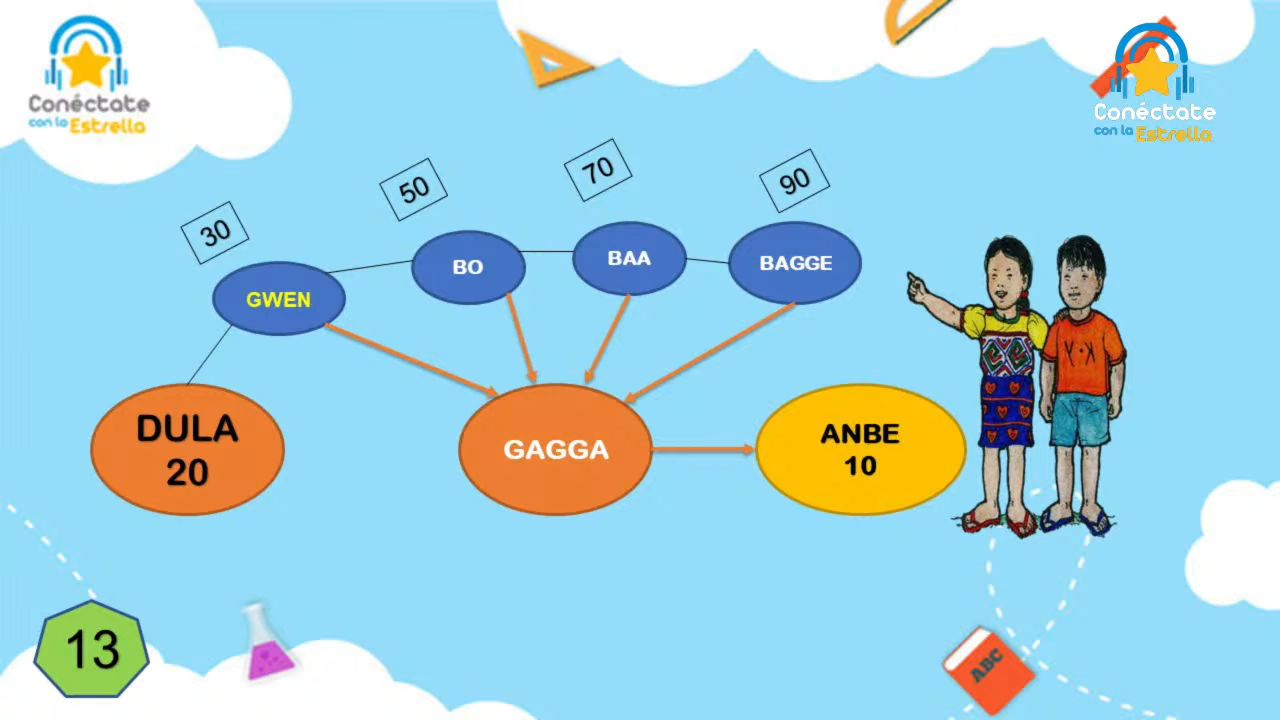 Conéctate
con la Estrella
Conéctate
con la Estrella
30
50
70
90
GWEN
BO
BAA
BAGGE
DULA
20
GAGGA
ANBE
10
13
ABC